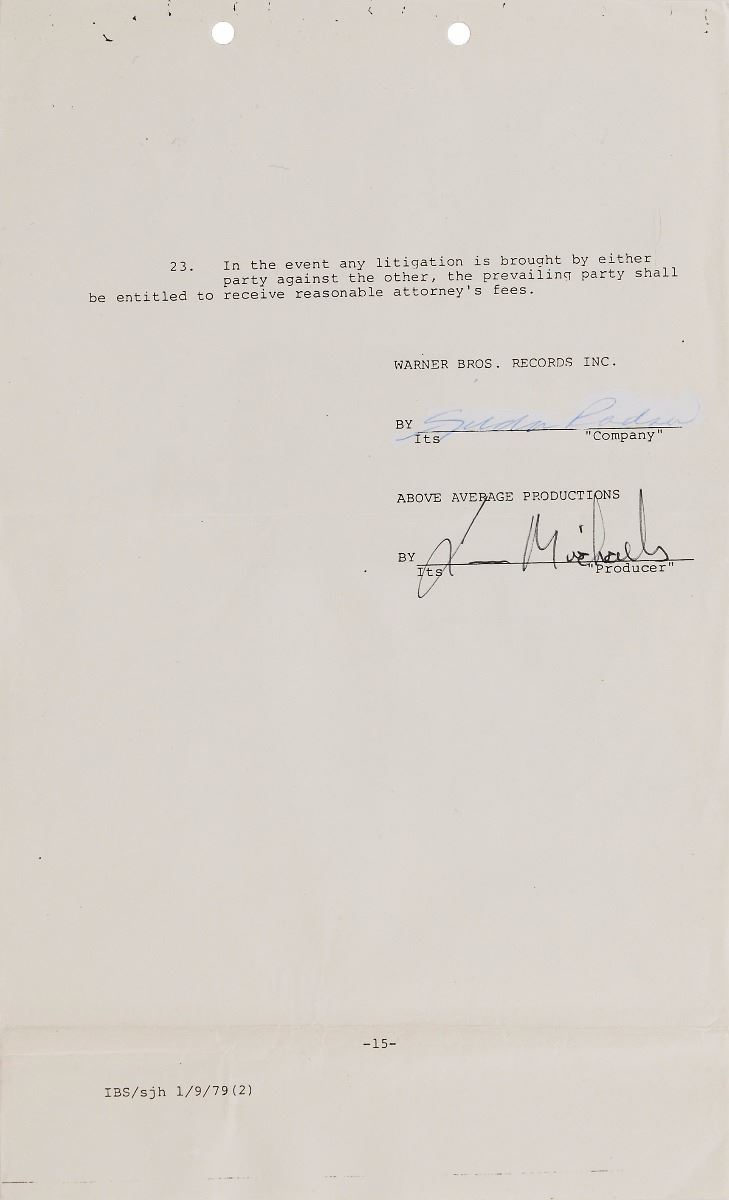 23. In the event any litigation is brought by either
party against the other, the prevailing party shall
be entitled to receive reasonable attorney's fees.
WARNER BROS. RECORDS INC.
BY
Its "Company"
ABOVE AVERAGE PRODUCTIONS
BY Michaels
Its "Producer"
-15-
IBS/sjh 1/9/79(2)